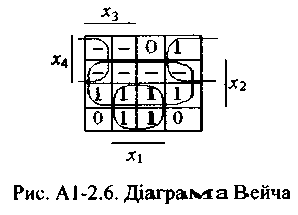 x3
x4
– – 0 1
– – – –
x2
1 1 1 1
0 1 1 0
x1
Рис. А1-2.6. Діаграма Вейча